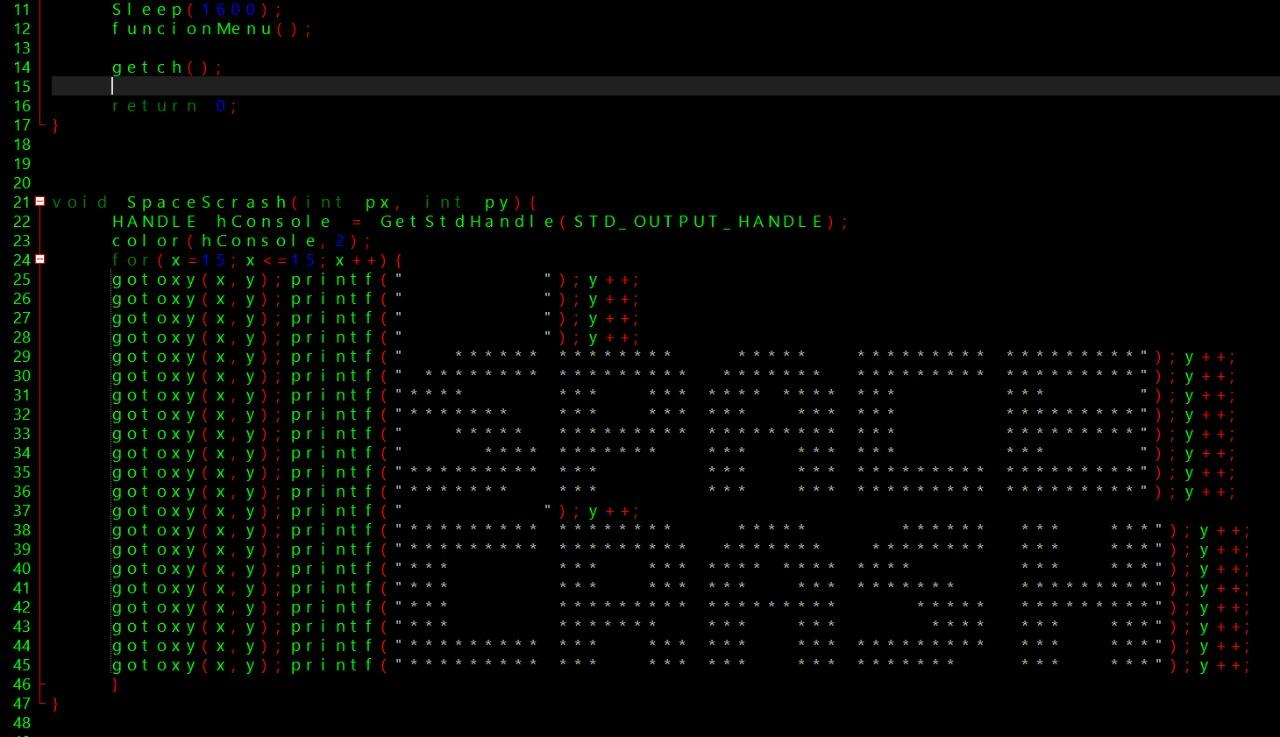 11 Sleep(1600);
12 funcionMenu();
13
14 getch();
15
16 return 0;
17 }
18
19
20
21 void SpaceScrash(int px, int py){
22 HANDLE hConsole = GetStdHandle(STD_OUTPUT_HANDLE);
23 color(hConsole,2);
24 for(x=15;x<=15;x++){
25 gotoxy(x,y);printf("         ");y++;
26 gotoxy(x,y);printf("         ");y++;
27 gotoxy(x,y);printf("         ");y++;
28 gotoxy(x,y);printf("         ");y++;
29 gotoxy(x,y);printf("   ****** ********    *****   ********* *********");y++;
30 gotoxy(x,y);printf(" ******** *********  *******  ********* *********");y++;
31 gotoxy(x,y);printf("****      ***   *** **** **** ***       ***      ");y++;
32 gotoxy(x,y);printf("*******   ***   *** ***   *** ***       *********");y++;
33 gotoxy(x,y);printf("   *****  ********* ********* ***       *********");y++;
34 gotoxy(x,y);printf("     **** *******   ***   *** ***       ***      ");y++;
35 gotoxy(x,y);printf("********* ***       ***   *** ********* *********");y++;
36 gotoxy(x,y);printf("*******   ***       ***   *** ********* *********");y++;
37 gotoxy(x,y);printf("         ");y++;
38 gotoxy(x,y);printf("********* ********    *****      ******  ***   ***");y++;
39 gotoxy(x,y);printf("********* *********  *******   ********  ***   ***");y++;
40 gotoxy(x,y);printf("***       ***   *** **** **** ****       ***   ***");y++;
41 gotoxy(x,y);printf("***       ***   *** ***   *** *******    *********");y++;
42 gotoxy(x,y);printf("***       ********* *********     *****  *********");y++;
43 gotoxy(x,y);printf("***       *******   ***   ***      ****  ***   ***");y++;
44 gotoxy(x,y);printf("********* ***   *** ***   *** *********  ***   ***");y++;
45 gotoxy(x,y);printf("********* ***   *** ***   *** *******    ***   ***");y++;
46 }
47 }
48